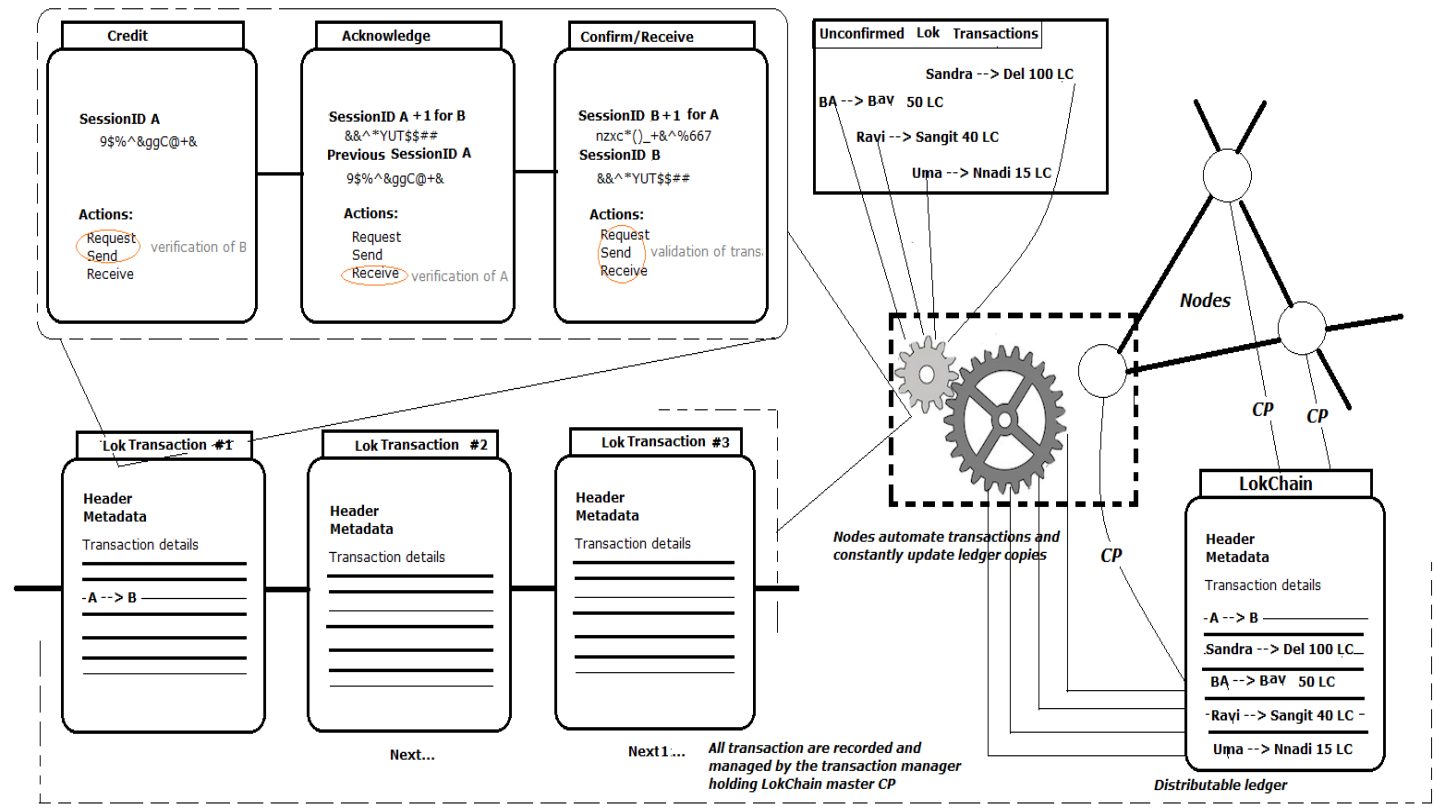 Credit
SessionID A
9$%^&ggC@+&
Actions:
Request
Send
verification of B
Receive
Acknowledge
SessionID A +1 for B
&&^*YUT$$##
Previous SessionID A
9$%^&ggC@+&
Actions:
Request
Send
Receive
verification of A
Confirm/Receive
SessionID B+1 for A
nzxc*()_+&^%667
SessionID B
&&^*YUT$$##
Actions:
Request
Send
validation of trans
Receive
Unconfirmed Lok Transactions
Sandra --> Del 100 LC
BA --> Bav 50 LC
Ravi --> Sangit 40 LC
Uma --> Nnadi 15 LC
Nodes
CP
CP
CP
Nodes automate transactions and
constantly update ledger copies
Lok Transaction #1
Header
Metadata
Transaction details
A --> B
Lok Transaction #2
Header
Metadata
Transaction details
Next...
Lok Transaction #3
Header
Metadata
Transaction details
Next1...
All transaction are recorded and
managed by the transaction manager
holding LokChain master CP
LokChain
Header
Metadata
Transaction details
A --> B
Sandra --> Del 100 LC
BA --> Bav 50 LC
Ravi --> Sangit 40 LC
Uma --> Nnadi 15 LC
Distributable ledger